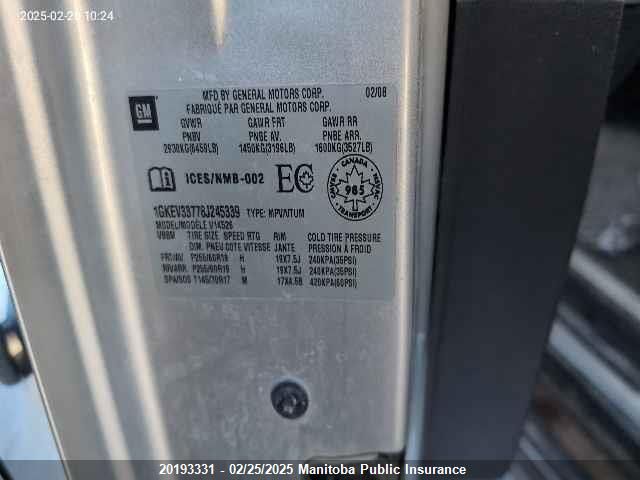 2025-02-25 10:24
GM
MFD BY GENERAL MOTORS CORP. 02/08
FABRIQUÉ PAR GENERAL MOTORS CORP.
GVWR GAWR FRT GAWR RR
PNBV PNBE AV. PNBE ARR.
2930KG(6459LB) 1450KG(3196LB) 1600KG(3527LB)
ICES/NMB-002 EC
CANADA
985
TRANSPORT
1GKEV33778J245339 TYPE: MPV/VTUM
MODEL/MODELE V14526
TIRE SIZE SPEED RTG RIM COLD TIRE PRESSURE
DIM. PNEU COTE VITESSE JANTE PRESSION A FROID
FRT/AV. P255/60R19 H 19X7.5J 240KPA(35PSI)
RR/ARR. P255/60R19 H 19X7.5J 240KPA(35PSI)
SPA/SOS T145/70R17 M 17X4.5B 420KPA(60PSI)
20193331 - 02/25/2025 Manitoba Public Insurance